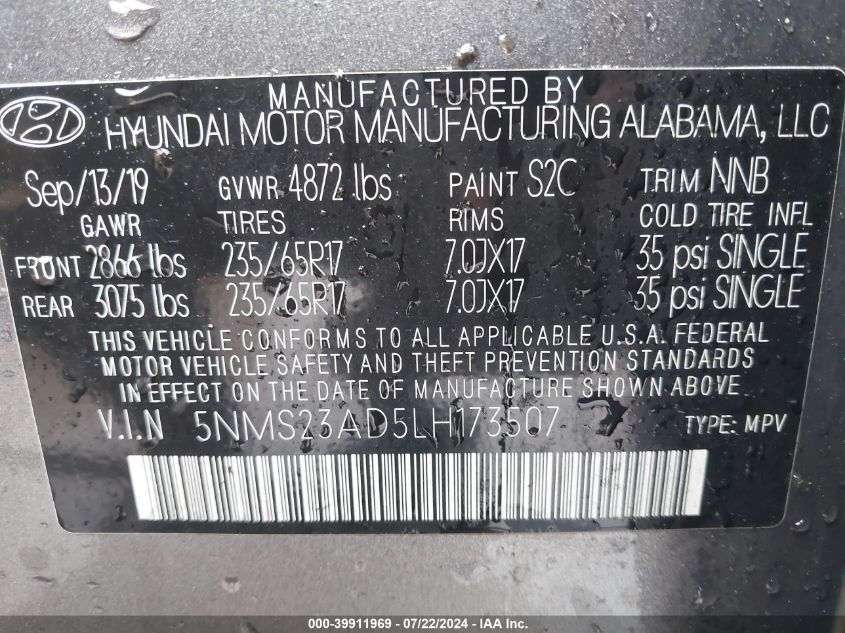 MANUFACTURED BY
HYUNDAI MOTOR MANUFACTURING ALABAMA, LLC
Sep/13/19 GVWR 4872 lbs PAINT S2C TRIM NNB
GAWR TIRES RIMS COLD TIRE INFL
FRONT 2866 lbs 235/65R17 7.0JX17 35 psi SINGLE
REAR 3075 lbs 235/65R17 7.0JX17 35 psi SINGLE
THIS VEHICLE CONFORMS TO ALL APPLICABLE U.S.A. FEDERAL
MOTOR VEHICLE SAFETY AND THEFT PREVENTION STANDARDS
IN EFFECT ON THE DATE OF MANUFACTURE SHOWN ABOVE
V.I.N 5NMS23AD5LH173507 TYPE: MPV
000-39911969 / 07/22/2024 - IAA Inc.